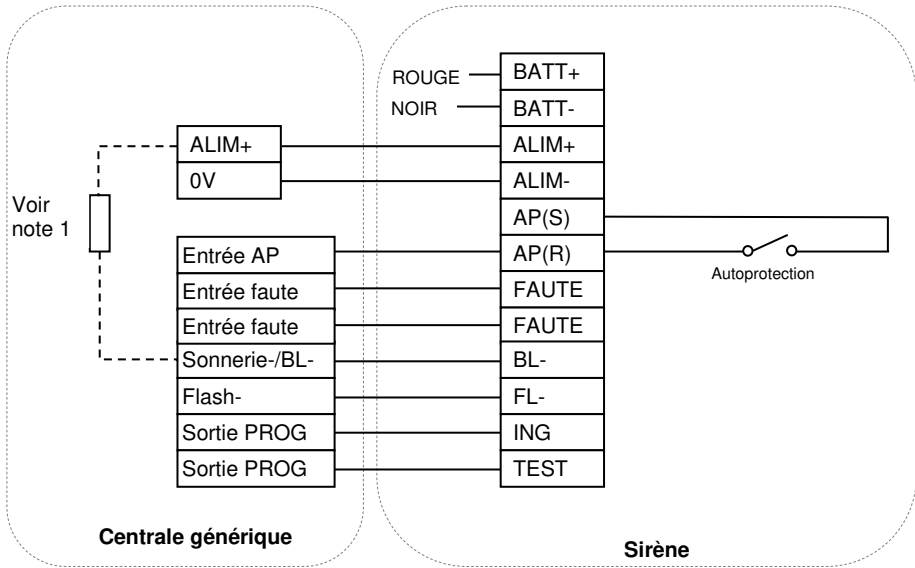 ROUGE
NOIR
BATT+
BATT-
ALIM+
ALIM-
AP(S)
AP(R)
FAUTE
FAUTE
BL-
FL-
ING
TEST
ALIM+
0V
Voir
note 1
Entrée AP
Entrée faute
Entrée faute
Sonnerie-/BL-
Flash-
Sortie PROG
Sortie PROG
Autoprotection
Centrale générique
Sirène